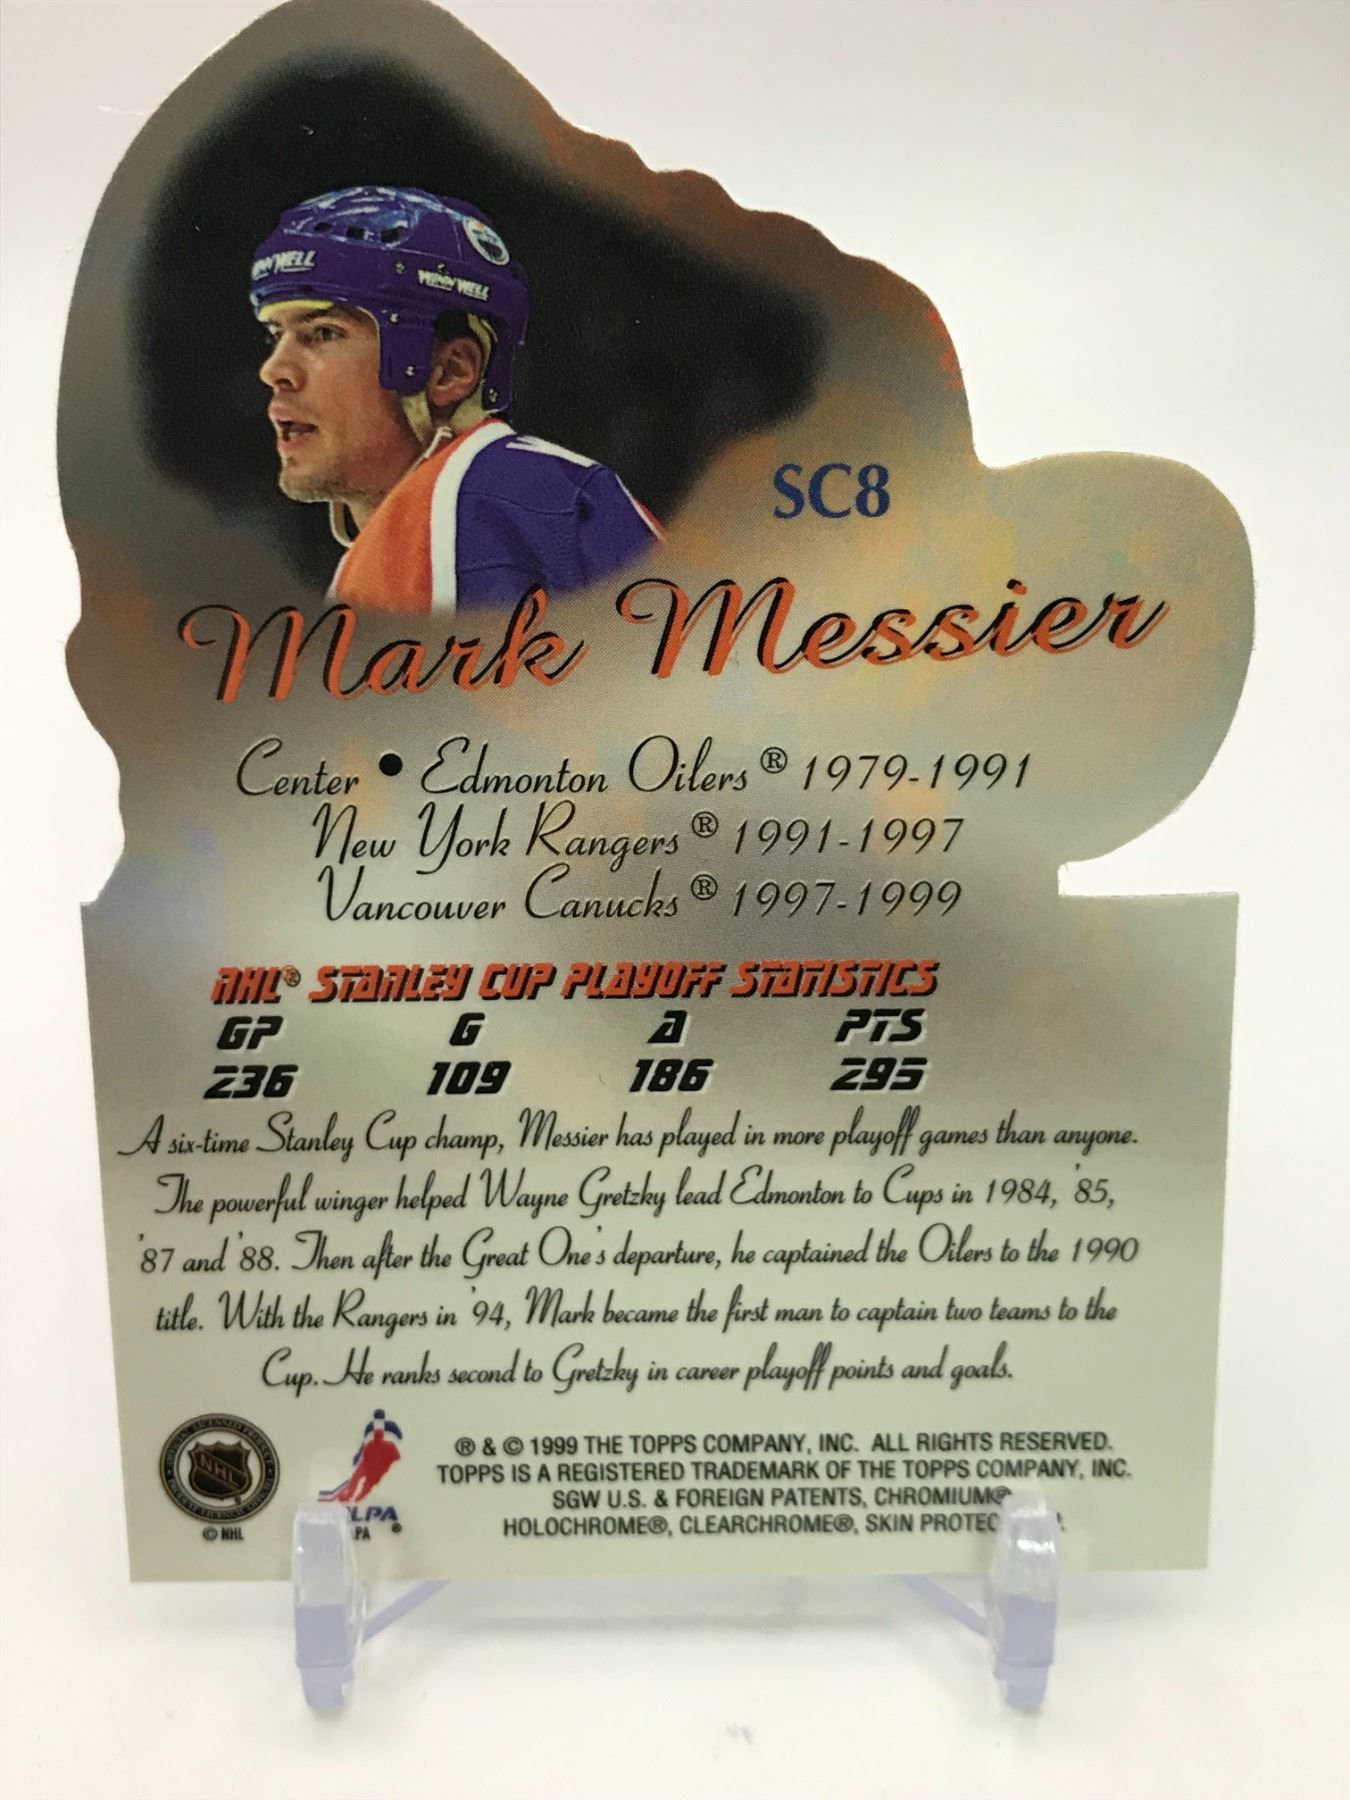 WINNWELL
SC8
Mark Messier
Center • Edmonton Oilers® 1979-1991
New York Rangers® 1991-1997
Vancouver Canucks® 1997-1999
NHL® STANLEY CUP PLAYOFF STATISTICS
GP G A PTS
236 109 186 295
A six-time Stanley Cup champ, Messier has played in more playoff games than anyone.
The powerful winger helped Wayne Gretzky lead Edmonton to Cups in 1984, '85,
'87 and '88. Then after the Great One's departure, he captained the Oilers to the 1990
title. With the Rangers in '94, Mark became the first man to captain two teams to the
Cup. He ranks second to Gretzky in career playoff points and goals.
NHL
© NHL
® & © 1999 THE TOPPS COMPANY, INC. ALL RIGHTS RESERVED.
TOPPS IS A REGISTERED TRADEMARK OF THE TOPPS COMPANY, INC.
SGW U.S. & FOREIGN PATENTS, CHROMIUM®
HOLOCHROME®, CLEARCHROME®, SKIN